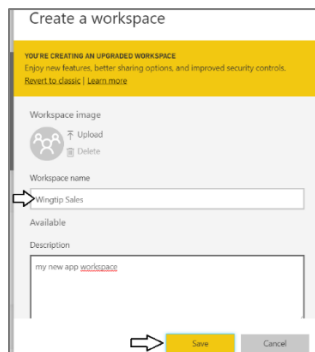 Create a workspace
YOU'RE CREATING AN UPGRADED WORKSPACE
Enjoy new features, better sharing options, and improved security controls.
Revert to classic | Learn more
Workspace image
Upload
Delete
Workspace name
Wingtip Sales
Available
Description
my new app workspace
Save Cancel